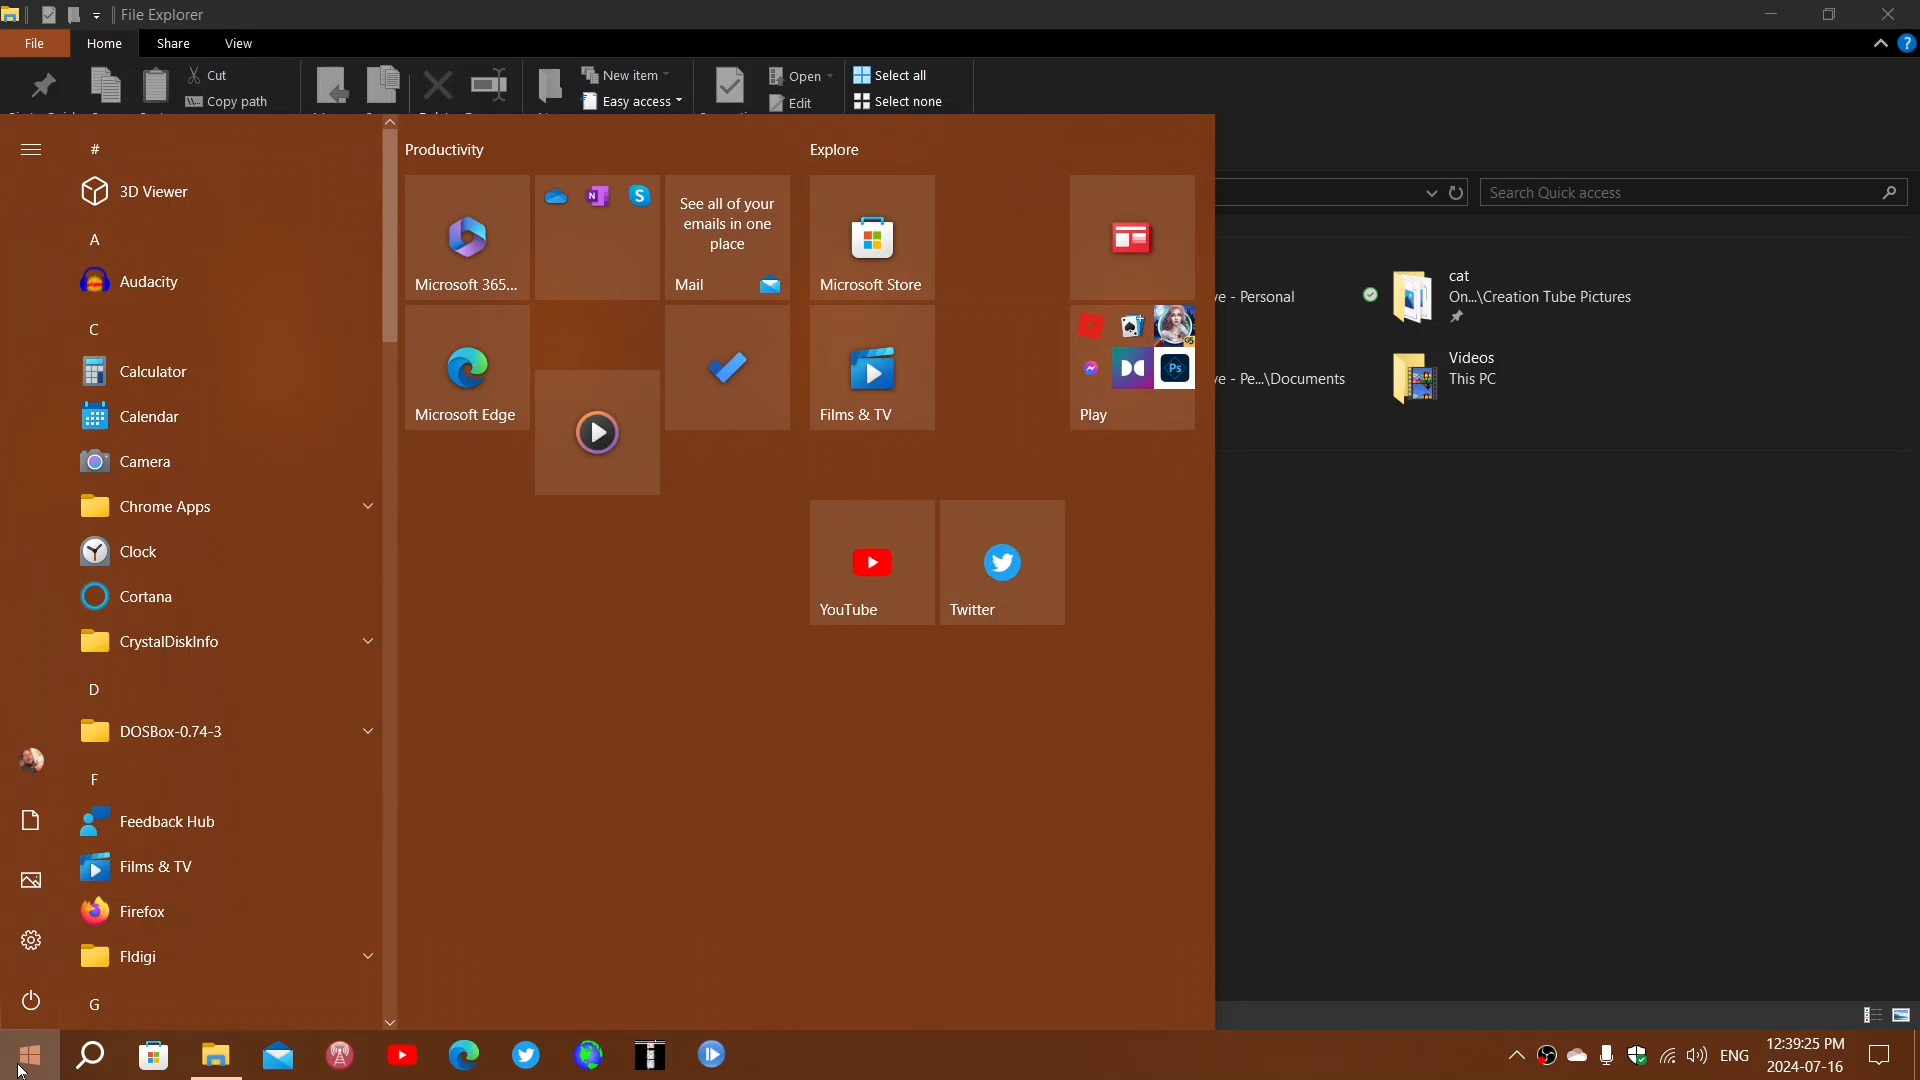 File Explorer
File
Home
Share
View
Cut
Copy path
New item
Easy access
Open
Edit
Select all
Select none
Search Quick access
#
3D Viewer
A
Audacity
C
Calculator
Calendar
Camera
Chrome Apps
Clock
Cortana
CrystalDiskInfo
D
DOSBox-0.74-3
F
Feedback Hub
Films & TV
Firefox
Fldigi
G
Productivity
Microsoft 365...
N
S
See all of your
emails in one
place
Mail
Microsoft Edge
Explore
Microsoft Store
Films & TV
Ps
Play
YouTube
Twitter
ve - Personal
cat
On...\Creation Tube Pictures
ve - Pe...\Documents
Videos
This PC
ENG
12:39:25 PM
2024-07-16